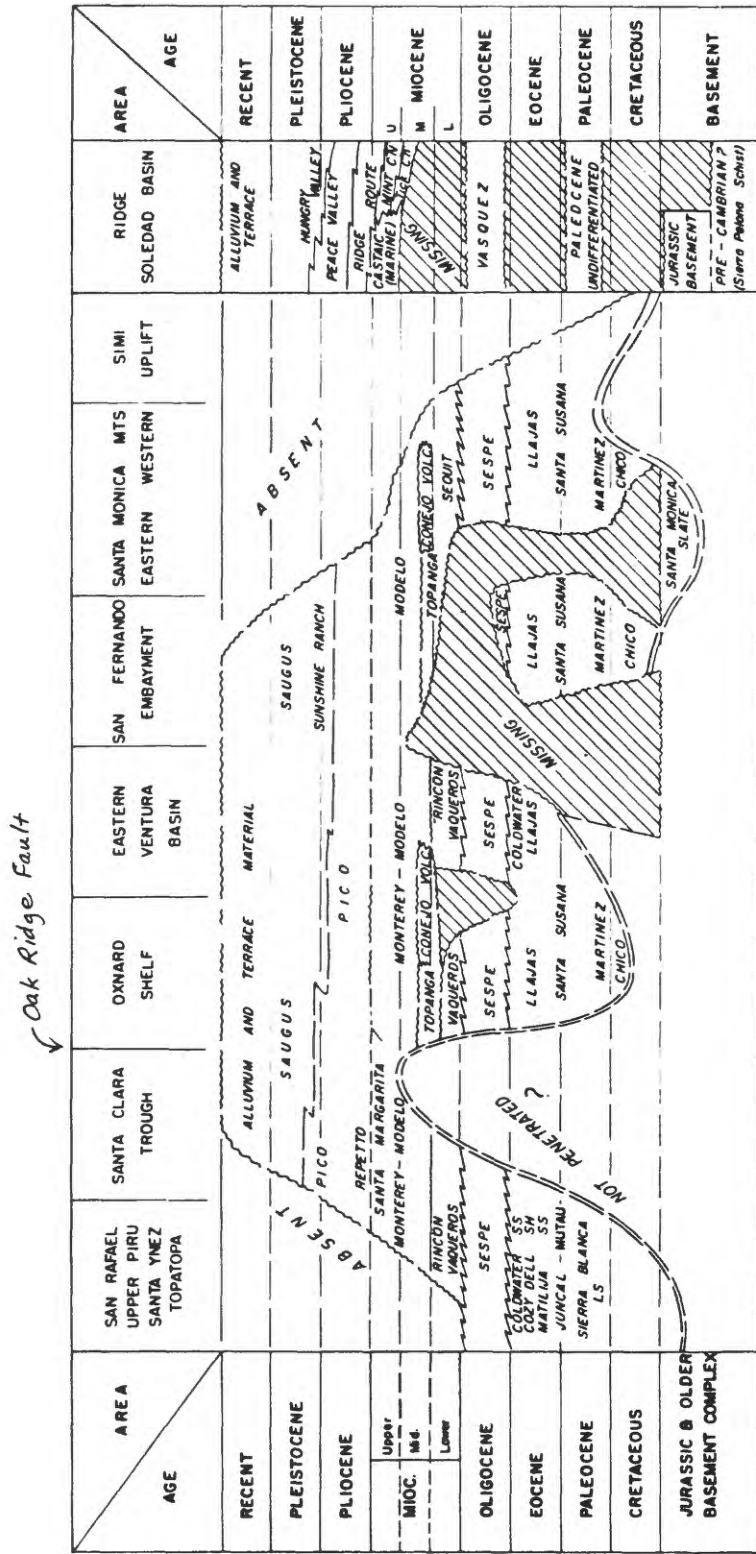 Oak Ridge Fault
AREA
AGE
SAN RAFAEL
UPPER PIRU
SANTA YNEZ
TOPATOPA
SANTA CLARA
TROUGH
OXNARD
SHELF
EASTERN
VENTURA
BASIN
SAN FERNANDO
EMBAYMENT
SANTA MONICA MTS
EASTERN WESTERN
SIMI
UPLIFT
RIDGE
SOLEDAD BASIN
AREA
AGE
RECENT
ALLUVIUM AND TERRACE MATERIAL
ALLUVIUM AND
TERRACE
RECENT
PLEISTOCENE
SAUGUS
SAUGUS
ABSENT
HUNGRY
VALLEY
PLEISTOCENE
PLIOCENE
ABSENT
PICO
REPETTO
PICO
SUNSHINE RANCH
PEACE VALLEY
RIDGE
ROUTE
PLIOCENE
MIOC.
Upper
Mid.
Lower
SANTA MARGARITA
MONTEREY-MODELO
MONTEREY-MODELO
MODELO
RINCON
VAQUEROS
TOPANGA
CONEJO VOLC
VAQUEROS
RINCON
VAQUEROS
TOPANGA
CONEJO VOLC
SEQUIT
CASTAIC
(MARINE)
MINT CN
TICK CN
MISSING
MIOCENE
U
M
L
OLIGOCENE
SESPE
SESPE
SESPE
SESPE
SESPE
VASQUEZ
OLIGOCENE
EOCENE
COLDWATER SS
COZY DELL SH
MATILIJA SS
?
LLAJAS
COLDWATER
LLAJAS
LLAJAS
LLAJAS
EOCENE
PALEOCENE
JUNCAL-MUTAU-
SIERRA BLANCA
LS
SANTA SUSANA
MARTINEZ
MISSING
SANTA SUSANA
MARTINEZ
SANTA SUSANA
MARTINEZ
PALEOCENE
UNDIFFERENTIATED
PALEOCENE
CRETACEOUS
NOT PENETRATED
CHICO
CHICO
CHICO
CRETACEOUS
JURASSIC & OLDER
BASEMENT COMPLEX
SANTA MONICA
SLATE
JURASSIC
BASEMENT
PRE-CAMBRIAN?
(Sierra Pelona Schist)
BASEMENT